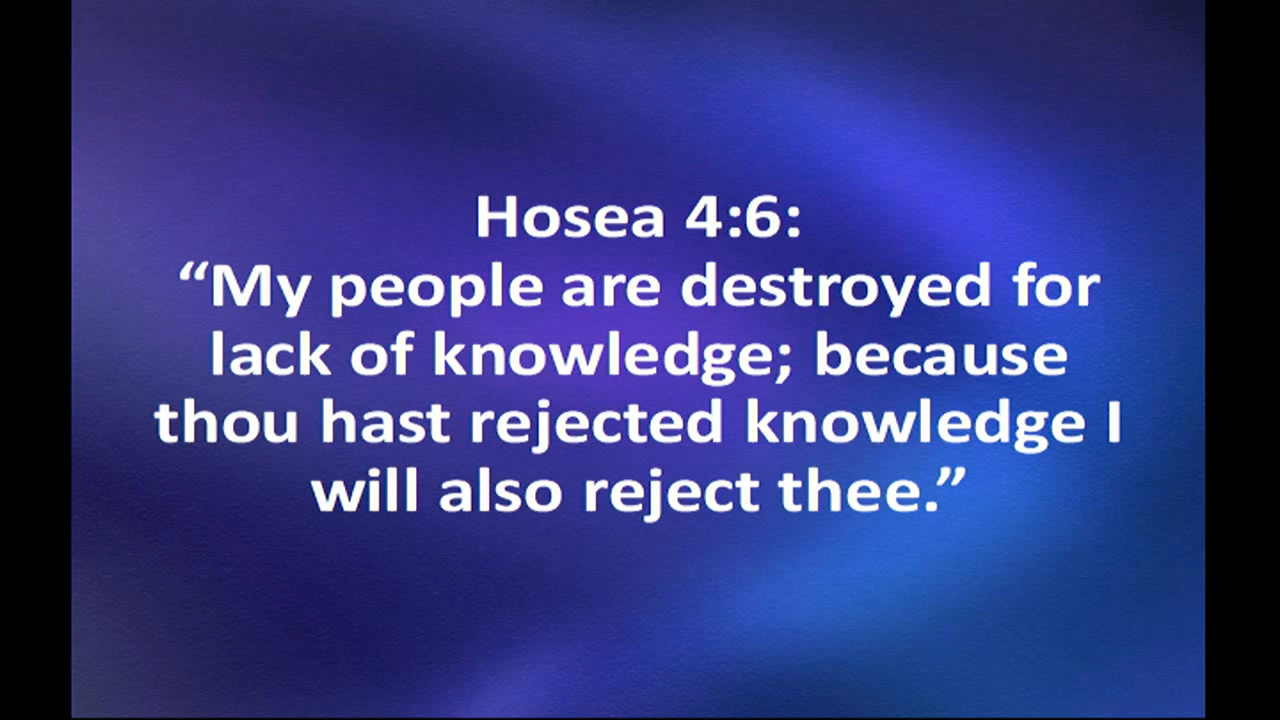 Hosea 4:6:
“My people are destroyed for
lack of knowledge; because
thou hast rejected knowledge I
will also reject thee.”